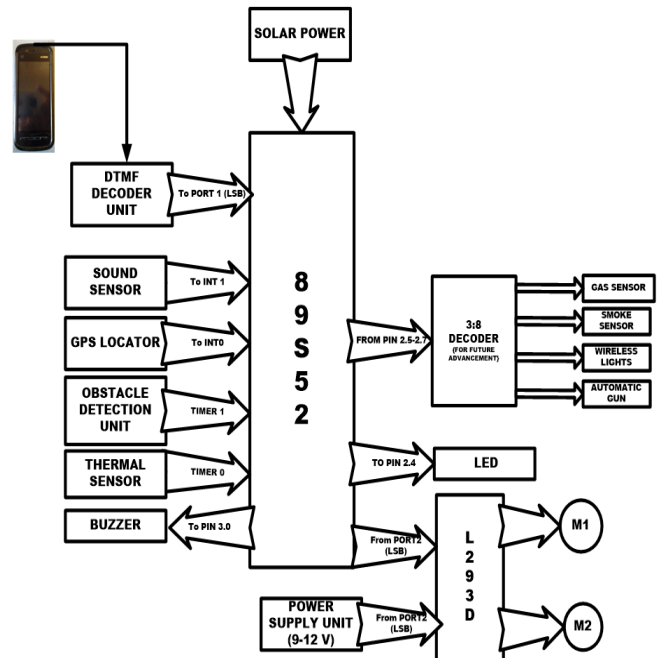 SOLAR POWER
DTMF
DECODER
UNIT
To PORT 1 (LSB)
SOUND
SENSOR
To INT 1
GPS LOCATOR
To INT0
OBSTACLE
DETECTION
UNIT
TIMER 1
THERMAL
SENSOR
TIMER 0
BUZZER
To PIN 3.0
8
9
S
5
2
FROM PIN 2.5-2.7
3:8
DECODER
(FOR FUTURE
ADVANCEMENT)
GAS SENSOR
SMOKE
SENSOR
WIRELESS
LIGHTS
AUTOMATIC
GUN
TO PIN 2.4
LED
From PORT2
(LSB)
L
2
9
3
D
M1
POWER
SUPPLY UNIT
(9-12 V)
From PORT2
(LSB)
M2